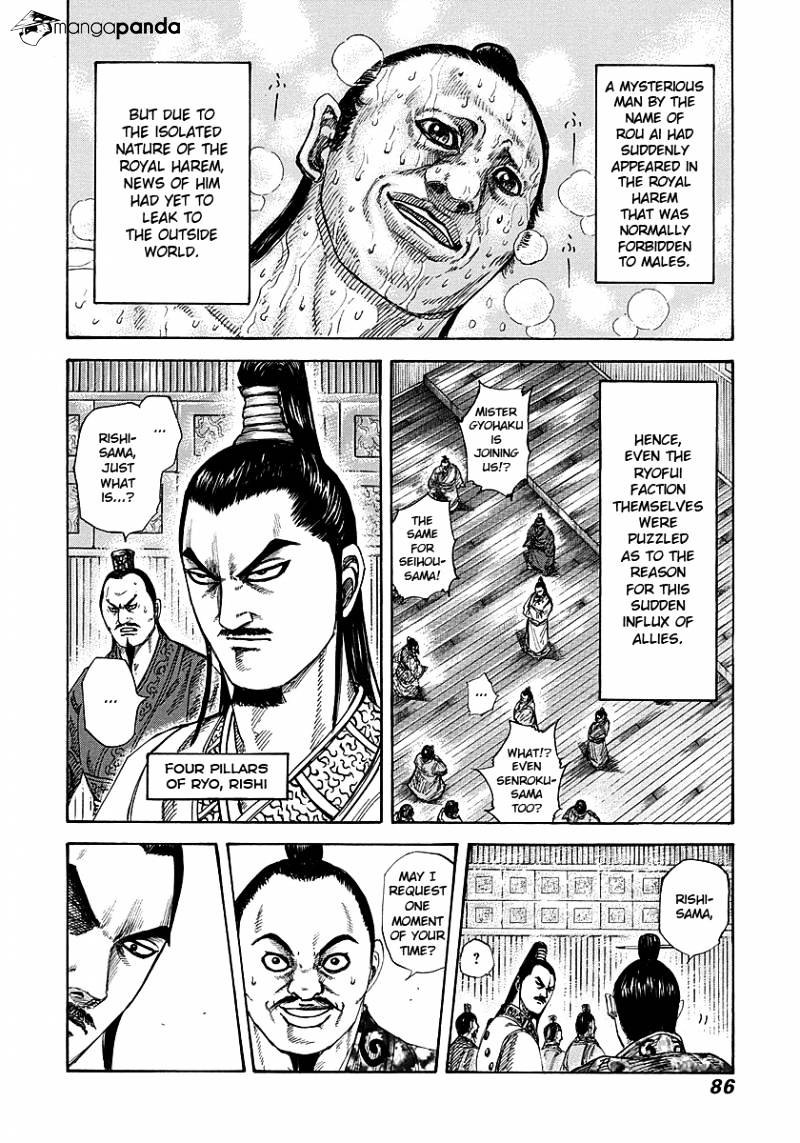 mangapanda
A MYSTERIOUS
MAN BY THE
NAME OF
ROU AI HAD
SUDDENLY
APPEARED IN
THE ROYAL
HAREM
THAT WAS
NORMALLY
FORBIDDEN
TO MALES.
BUT DUE TO
THE ISOLATED
NATURE OF THE
ROYAL HAREM,
NEWS OF HIM
HAD YET TO
LEAK TO
THE OUTSIDE
WORLD.
ふ
ふ
HENCE,
EVEN THE
RYOFUI
FACTION
THEMSELVES
WERE
PUZZLED
AS TO THE
REASON
FOR THIS
SUDDEN
INFLUX OF
ALLIES.
MISTER
GYOHAKU
IS
JOINING
US!?
THE
SAME
FOR
SEIHOU-
SAMA!
...
WHAT!?
EVEN
SENROKU-
SAMA
TOO?
...
RISHI-
SAMA,
JUST
WHAT
IS...?
...
FOUR PILLARS
OF RYO, RISHI
RISHI-
SAMA,
?
MAY I
REQUEST
ONE
MOMENT
OF YOUR
TIME?
86